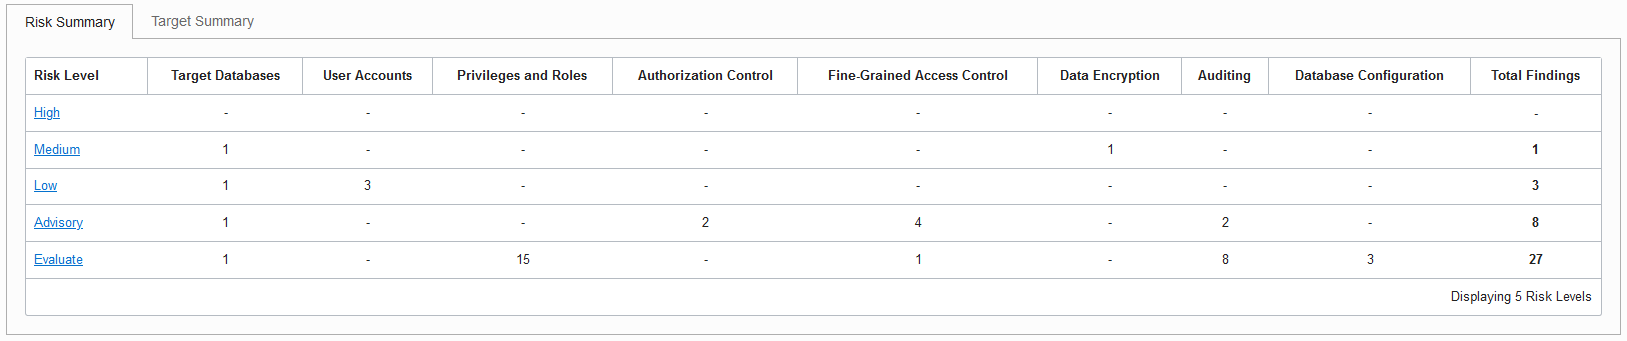 Risk Summary Target Summary
Risk Level Target Databases User Accounts Privileges and Roles Authorization Control Fine-Grained Access Control Data Encryption Auditing Database Configuration Total Findings
High - - - - - - - - -
Medium 1 - - - - 1 - - 1
Low 1 3 - - - - - - 3
Advisory 1 - - 2 4 - 2 - 8
Evaluate 1 - 15 - 1 - 8 3 27
Displaying 5 Risk Levels